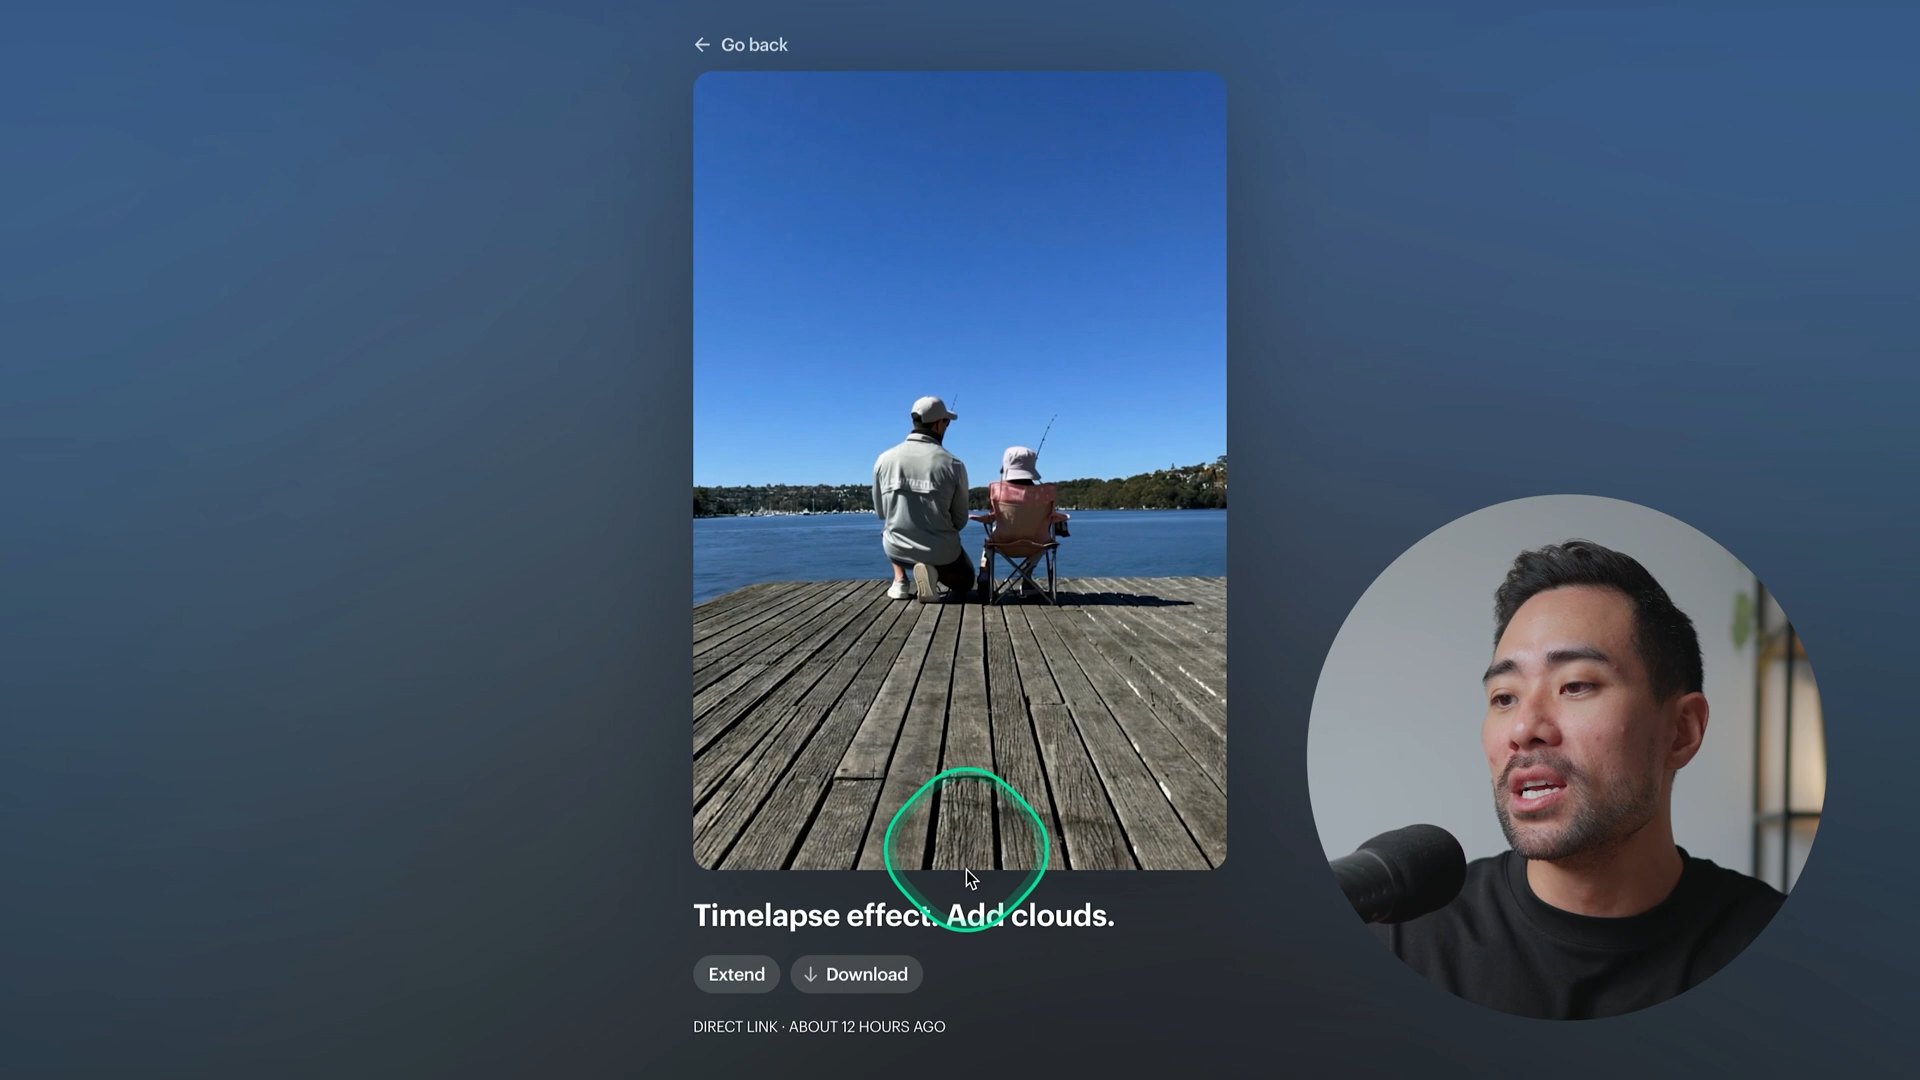 Go back
Timelapse effect. Add clouds.
Extend
Download
DIRECT LINK · ABOUT 12 HOURS AGO